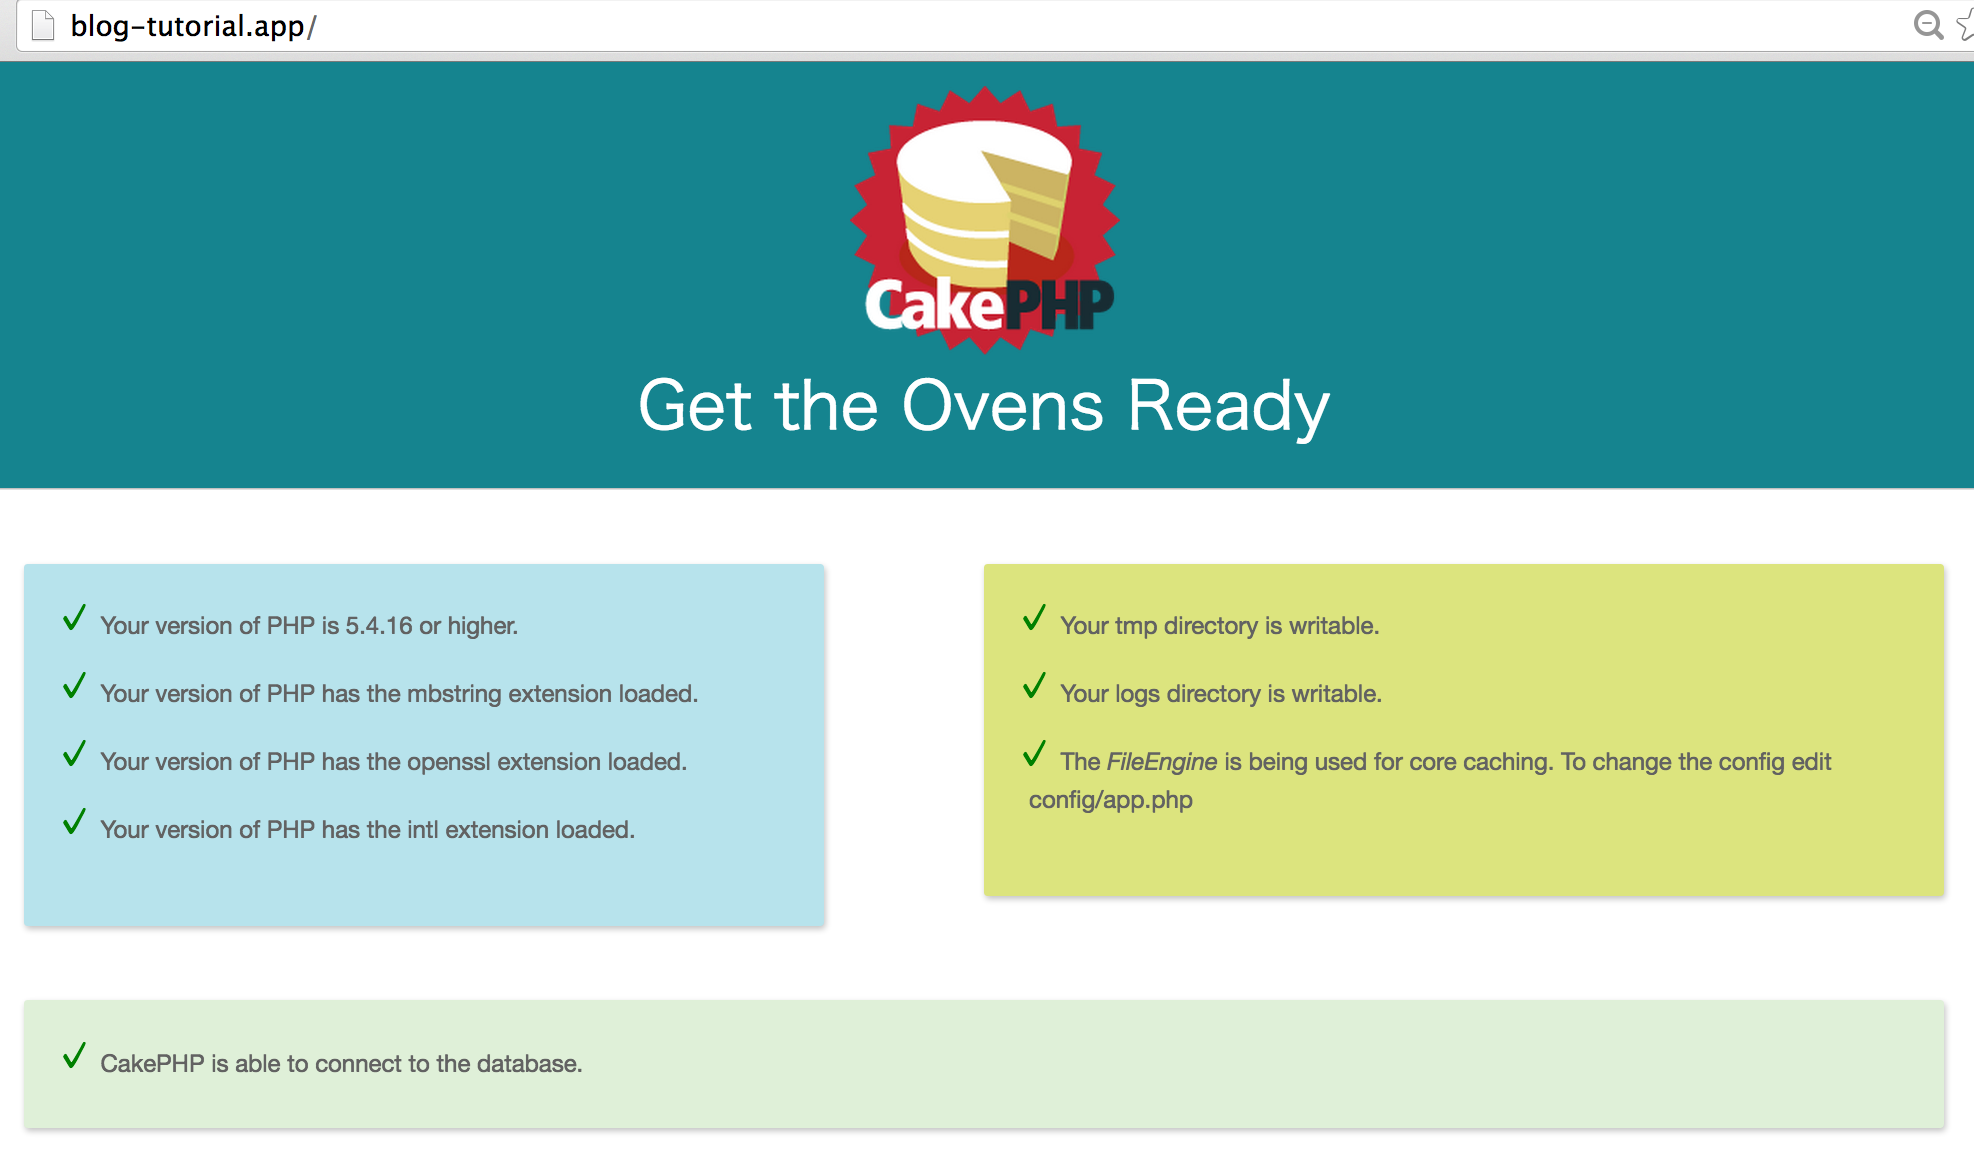 blog-tutorial.app/
CakePHP
Get the Ovens Ready
✓ Your version of PHP is 5.4.16 or higher.
✓ Your version of PHP has the mbstring extension loaded.
✓ Your version of PHP has the openssl extension loaded.
✓ Your version of PHP has the intl extension loaded.
✓ Your tmp directory is writable.
✓ Your logs directory is writable.
✓ The FileEngine is being used for core caching. To change the config edit
config/app.php
✓ CakePHP is able to connect to the database.